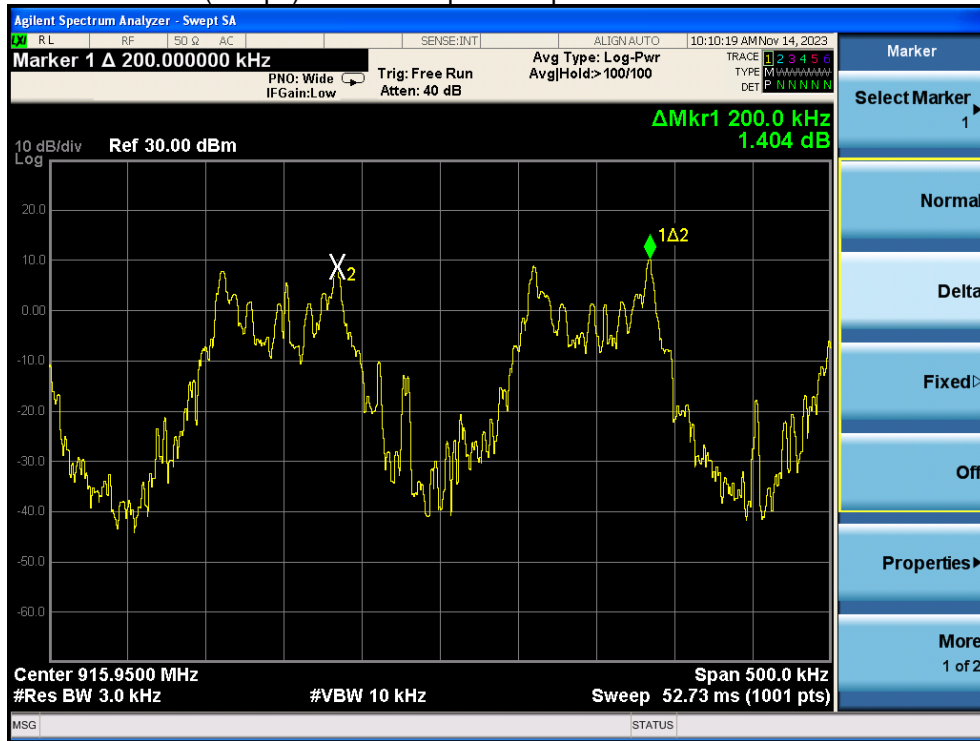 Agilent Spectrum Analyzer - Swept SA
LXI RL RF 50 Ω AC SENSE:INT ALIGN AUTO 10:10:19 AM Nov 14, 2023
Marker 1 Δ 200.000000 kHz
PNO: Wide
IFGain:Low
Trig: Free Run
Atten: 40 dB
Avg Type: Log-Pwr
Avg|Hold:>100/100
TRACE 1 2 3 4 5 6
TYPE M
DET P N N N N N
ΔMkr1 200.0 kHz
1.404 dB
10 dB/div Ref 30.00 dBm
Log
20.0
10.0
0.00
-10.0
-20.0
-30.0
-40.0
-50.0
-60.0
X2
1Δ2
Center 915.9500 MHz Span 500.0 kHz
#Res BW 3.0 kHz #VBW 10 kHz Sweep 52.73 ms (1001 pts)
MSG STATUS
Marker
Select Marker
1
Normal
Delta
Fixed
Off
Properties
More
1 of 2